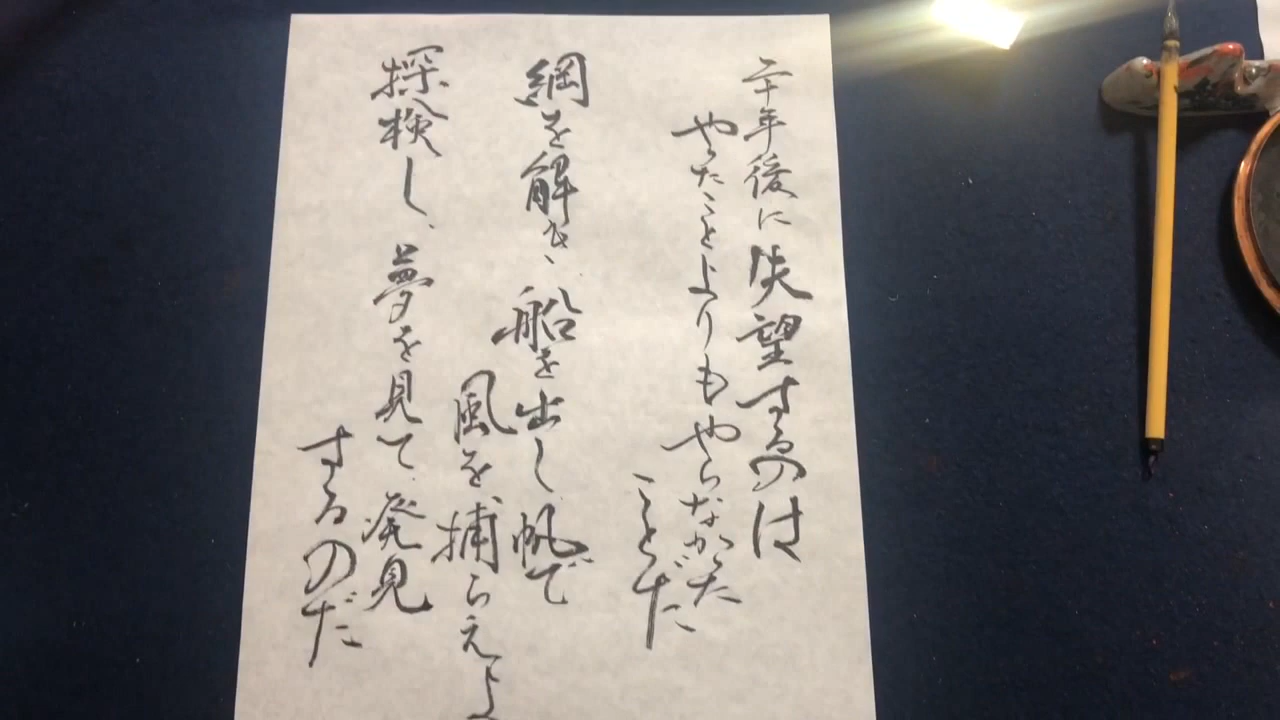 二十年後に失望するのは
やったことよりもやらなかった
ことだ
綱を解き、船を出し帆で
風を捕らえよ
探検し、夢を見て発見
するのだ